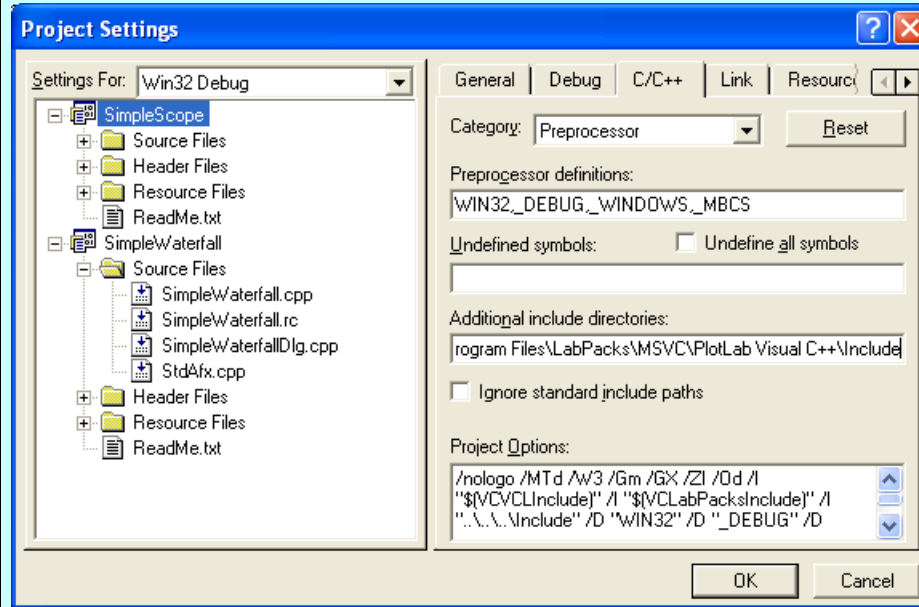 Project Settings
Settings For: Win32 Debug
SimpleScope
Source Files
Header Files
Resource Files
ReadMe.txt
SimpleWaterfall
Source Files
SimpleWaterfall.cpp
SimpleWaterfall.rc
SimpleWaterfallDlg.cpp
StdAfx.cpp
Header Files
Resource Files
ReadMe.txt
General Debug C/C++ Link Resourc
Category: Preprocessor Reset
Preprocessor definitions:
WIN32,_DEBUG,_WINDOWS,_MBCS
Undefined symbols: Undefine all symbols
Additional include directories:
rogram Files\LabPacks\MSVC\PlotLab Visual C++\Include
Ignore standard include paths
Project Options:
/nologo /MTd /W3 /Gm /GX /ZI /Od /I
"$(VCVCLInclude)" /I "$(VCLabPacksInclude)" /I
"..\..\..\Include" /D "WIN32" /D "_DEBUG" /D
OK Cancel